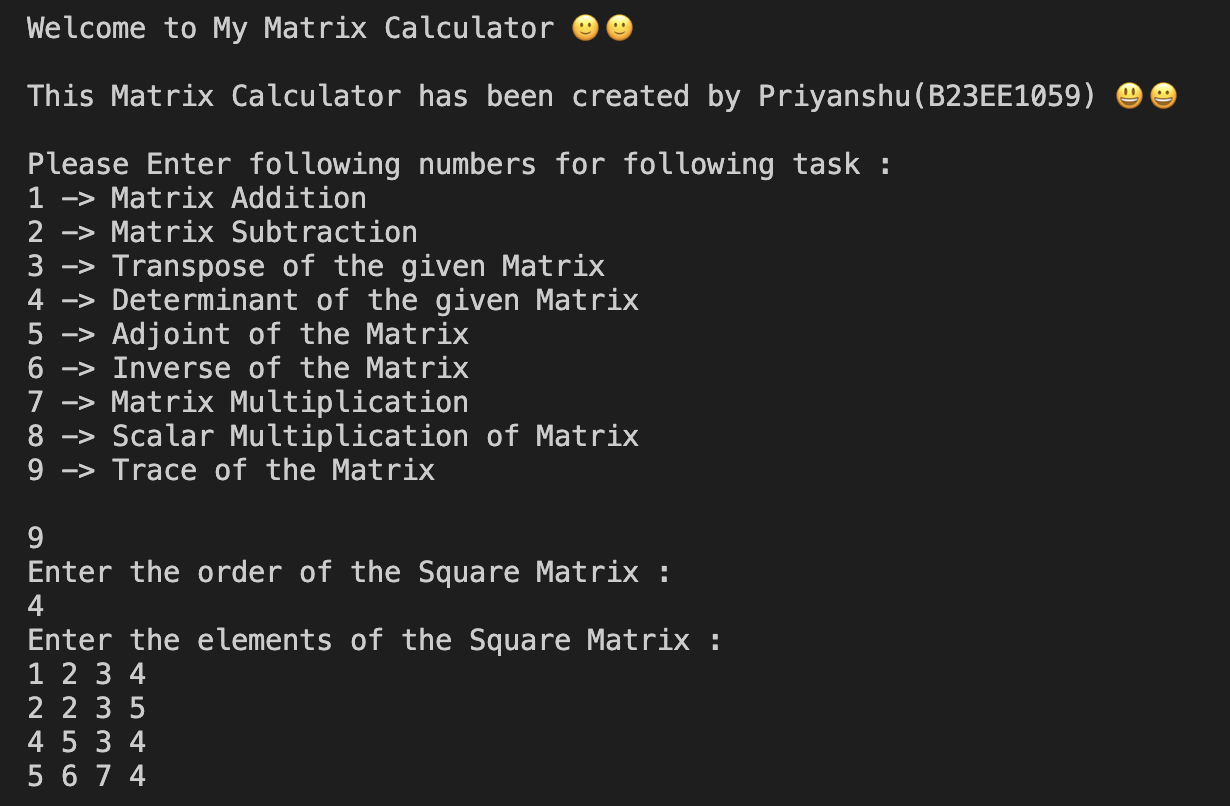 Welcome to My Matrix Calculator 🙂🙂
This Matrix Calculator has been created by Priyanshu(B23EE1059) 😃😀
Please Enter following numbers for following task :
1 -> Matrix Addition
2 -> Matrix Subtraction
3 -> Transpose of the given Matrix
4 -> Determinant of the given Matrix
5 -> Adjoint of the Matrix
6 -> Inverse of the Matrix
7 -> Matrix Multiplication
8 -> Scalar Multiplication of Matrix
9 -> Trace of the Matrix
9
Enter the order of the Square Matrix :
4
Enter the elements of the Square Matrix :
1 2 3 4
2 2 3 5
4 5 3 4
5 6 7 4